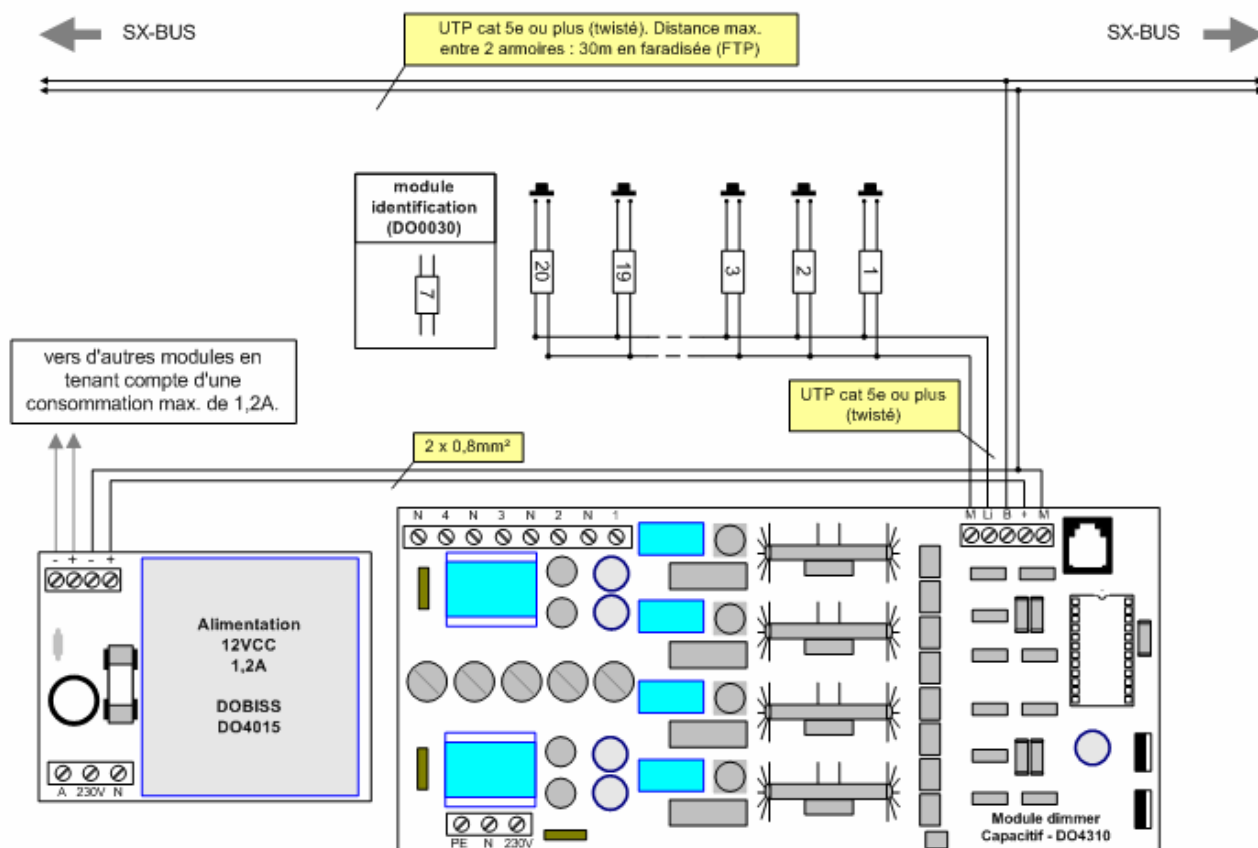 SX-BUS
UTP cat 5e ou plus (twisté). Distance max.
entre 2 armoires : 30m en faradisée (FTP)
SX-BUS
module
identification
(DO0030)
7
20
19
3
2
1
vers d'autres modules en
tenant compte d'une
consommation max. de 1,2A.
UTP cat 5e ou plus
(twisté)
2 x 0,8mm²
M Li B + M
N 4 N 3 N 2 N 1
- + - +
Alimentation
12VCC
1,2A
DOBISS
DO4015
A 230V N
PE N 230V
Module dimmer
Capacitif - DO4310